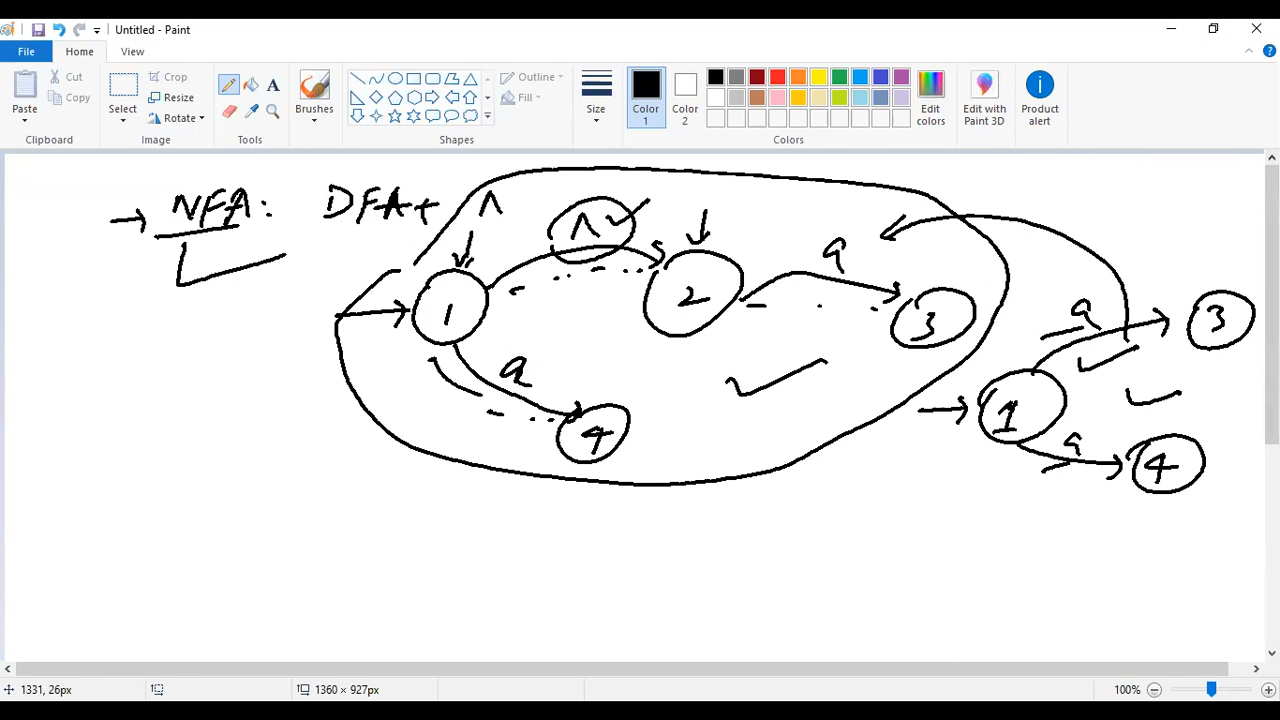 Untitled - Paint
File Home View
Paste
Cut
Copy
Clipboard
Select
Crop
Resize
Rotate
Image
A
Tools
Brushes
Outline
Fill
Shapes
Size
Color 1
Color 2
Edit colors
Colors
Edit with Paint 3D
Product alert
NFA: DFA+ Λ
Λ
1
2
a
3
a
4
a
3
1
a
4
1331, 26px
1360 × 927px
100%